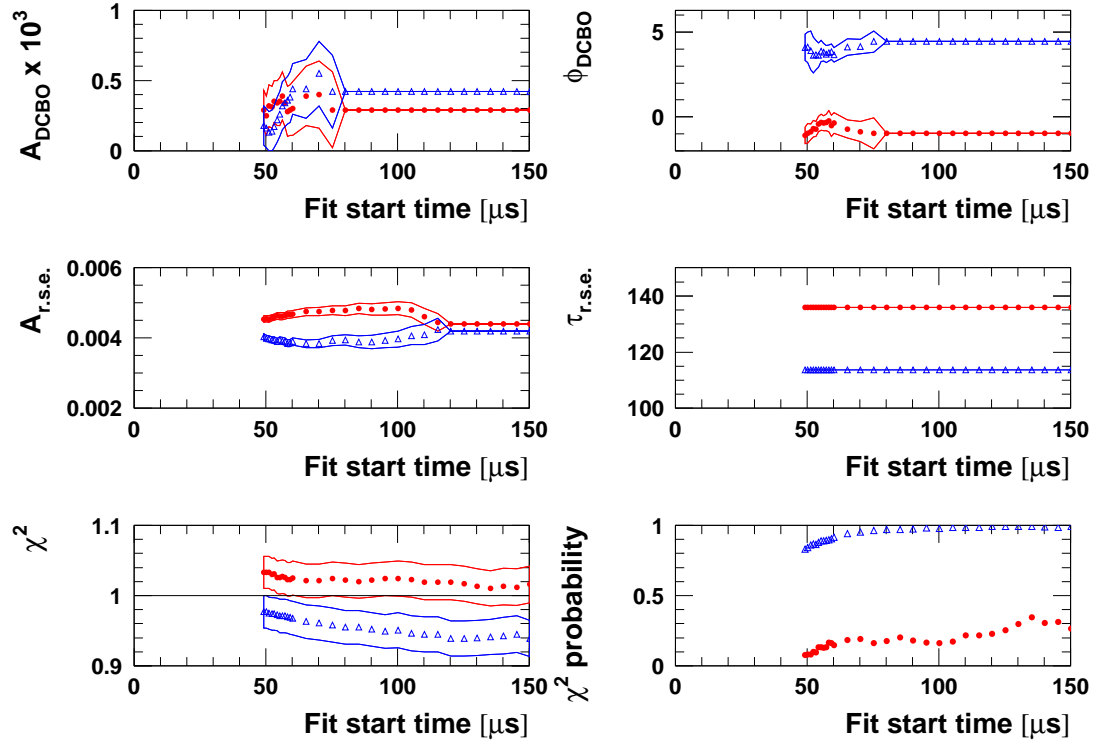 A_DCBO x 10³
0 0.5 1
0 50 100 150
Fit start time [μs]
ϕ_DCBO
0 5
0 50 100 150
Fit start time [μs]
A_r.s.e.
0.002 0.004 0.006
0 50 100 150
Fit start time [μs]
τ_r.s.e.
100 120 140
0 50 100 150
Fit start time [μs]
χ²
0.9 1 1.1
0 50 100 150
Fit start time [μs]
χ² probability
0 0.5 1
0 50 100 150
Fit start time [μs]